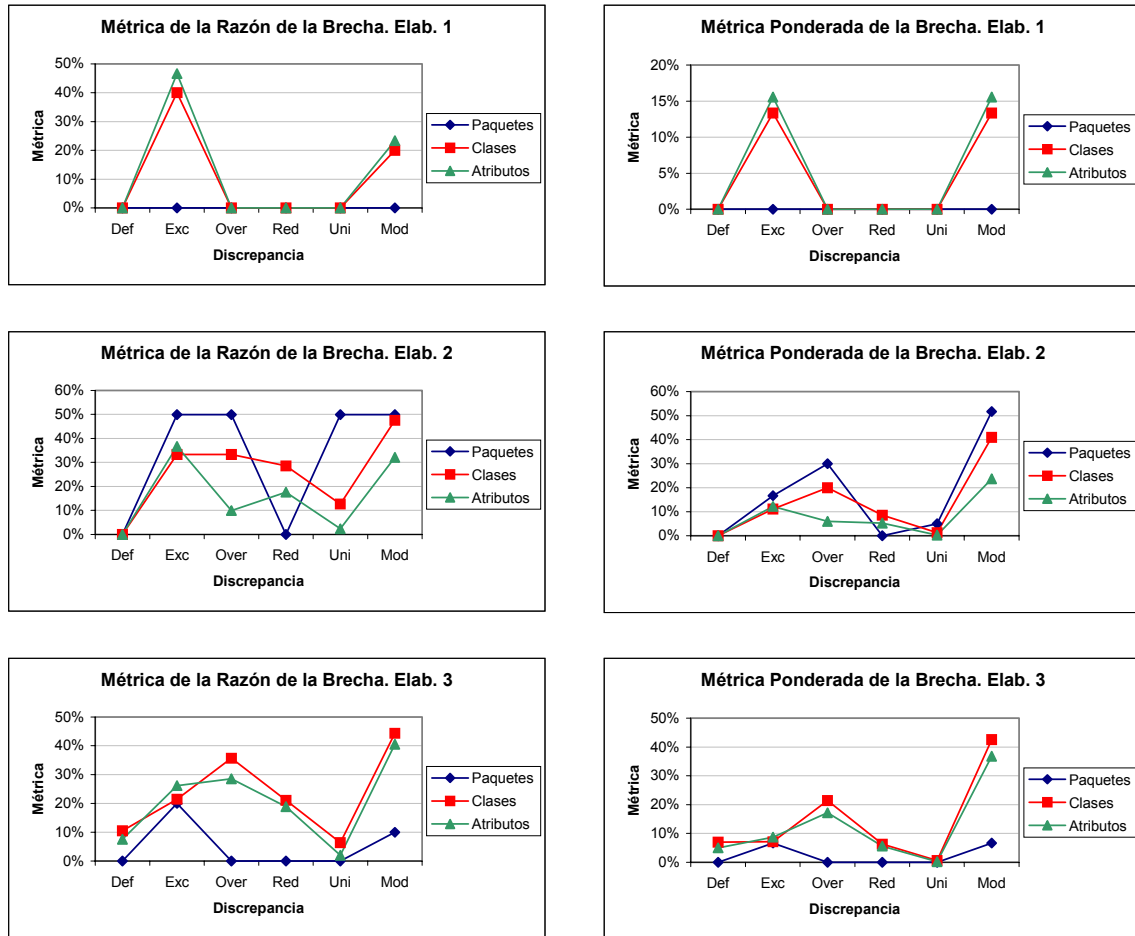 Métrica de la Razón de la Brecha. Elab. 1
50%
40%
30%
20%
10%
0%
Métrica
Def Exc Over Red Uni Mod
Discrepancia
Paquetes
Clases
Atributos
Métrica Ponderada de la Brecha. Elab. 1
20%
15%
10%
5%
0%
Métrica
Def Exc Over Red Uni Mod
Discrepancia
Paquetes
Clases
Atributos
Métrica de la Razón de la Brecha. Elab. 2
60%
50%
40%
30%
20%
10%
0%
Métrica
Def Exc Over Red Uni Mod
Discrepancia
Paquetes
Clases
Atributos
Métrica Ponderada de la Brecha. Elab. 2
60%
50%
40%
30%
20%
10%
0%
Métrica
Def Exc Over Red Uni Mod
Discrepancia
Paquetes
Clases
Atributos
Métrica de la Razón de la Brecha. Elab. 3
50%
40%
30%
20%
10%
0%
Métrica
Def Exc Over Red Uni Mod
Discrepancia
Paquetes
Clases
Atributos
Métrica Ponderada de la Brecha. Elab. 3
50%
40%
30%
20%
10%
0%
Métrica
Def Exc Over Red Uni Mod
Discrepancia
Paquetes
Clases
Atributos